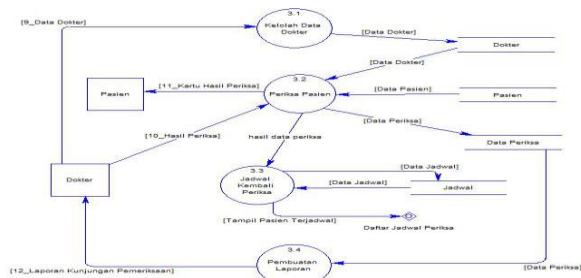 3.1
[9_Data Dokter]
Kelolah Data
Dokter
[Data Dokter]
Dokter
[Data Dokter]
3.2
[11_Kartu Hasil Periksa]
Pasien
Periksa Pasien
[Data Pasien]
Pasien
[Data Periksa]
[10_Hasil Periksa]
hasil data periksa
Data Periksa
3.3
[Data Jadwal]
Dokter
Jadwal
Kembali
Periksa
[Data Jadwal]
Jadwal
[Tampil Pasien Terjadwal]
Daftar Jadwal Periksa
3.4
[12_Laporan Kunjungan Pemeriksaan]
Pembuatan
Laporan
[Data Periksa]